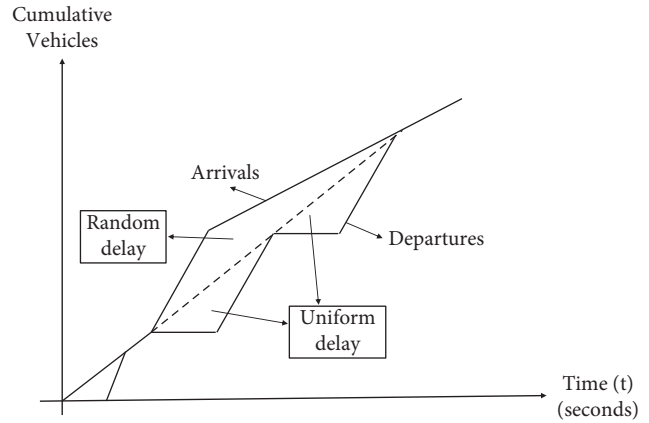 Cumulative
Vehicles
Arrivals
Random
delay
Departures
Uniform
delay
Time (t)
(seconds)